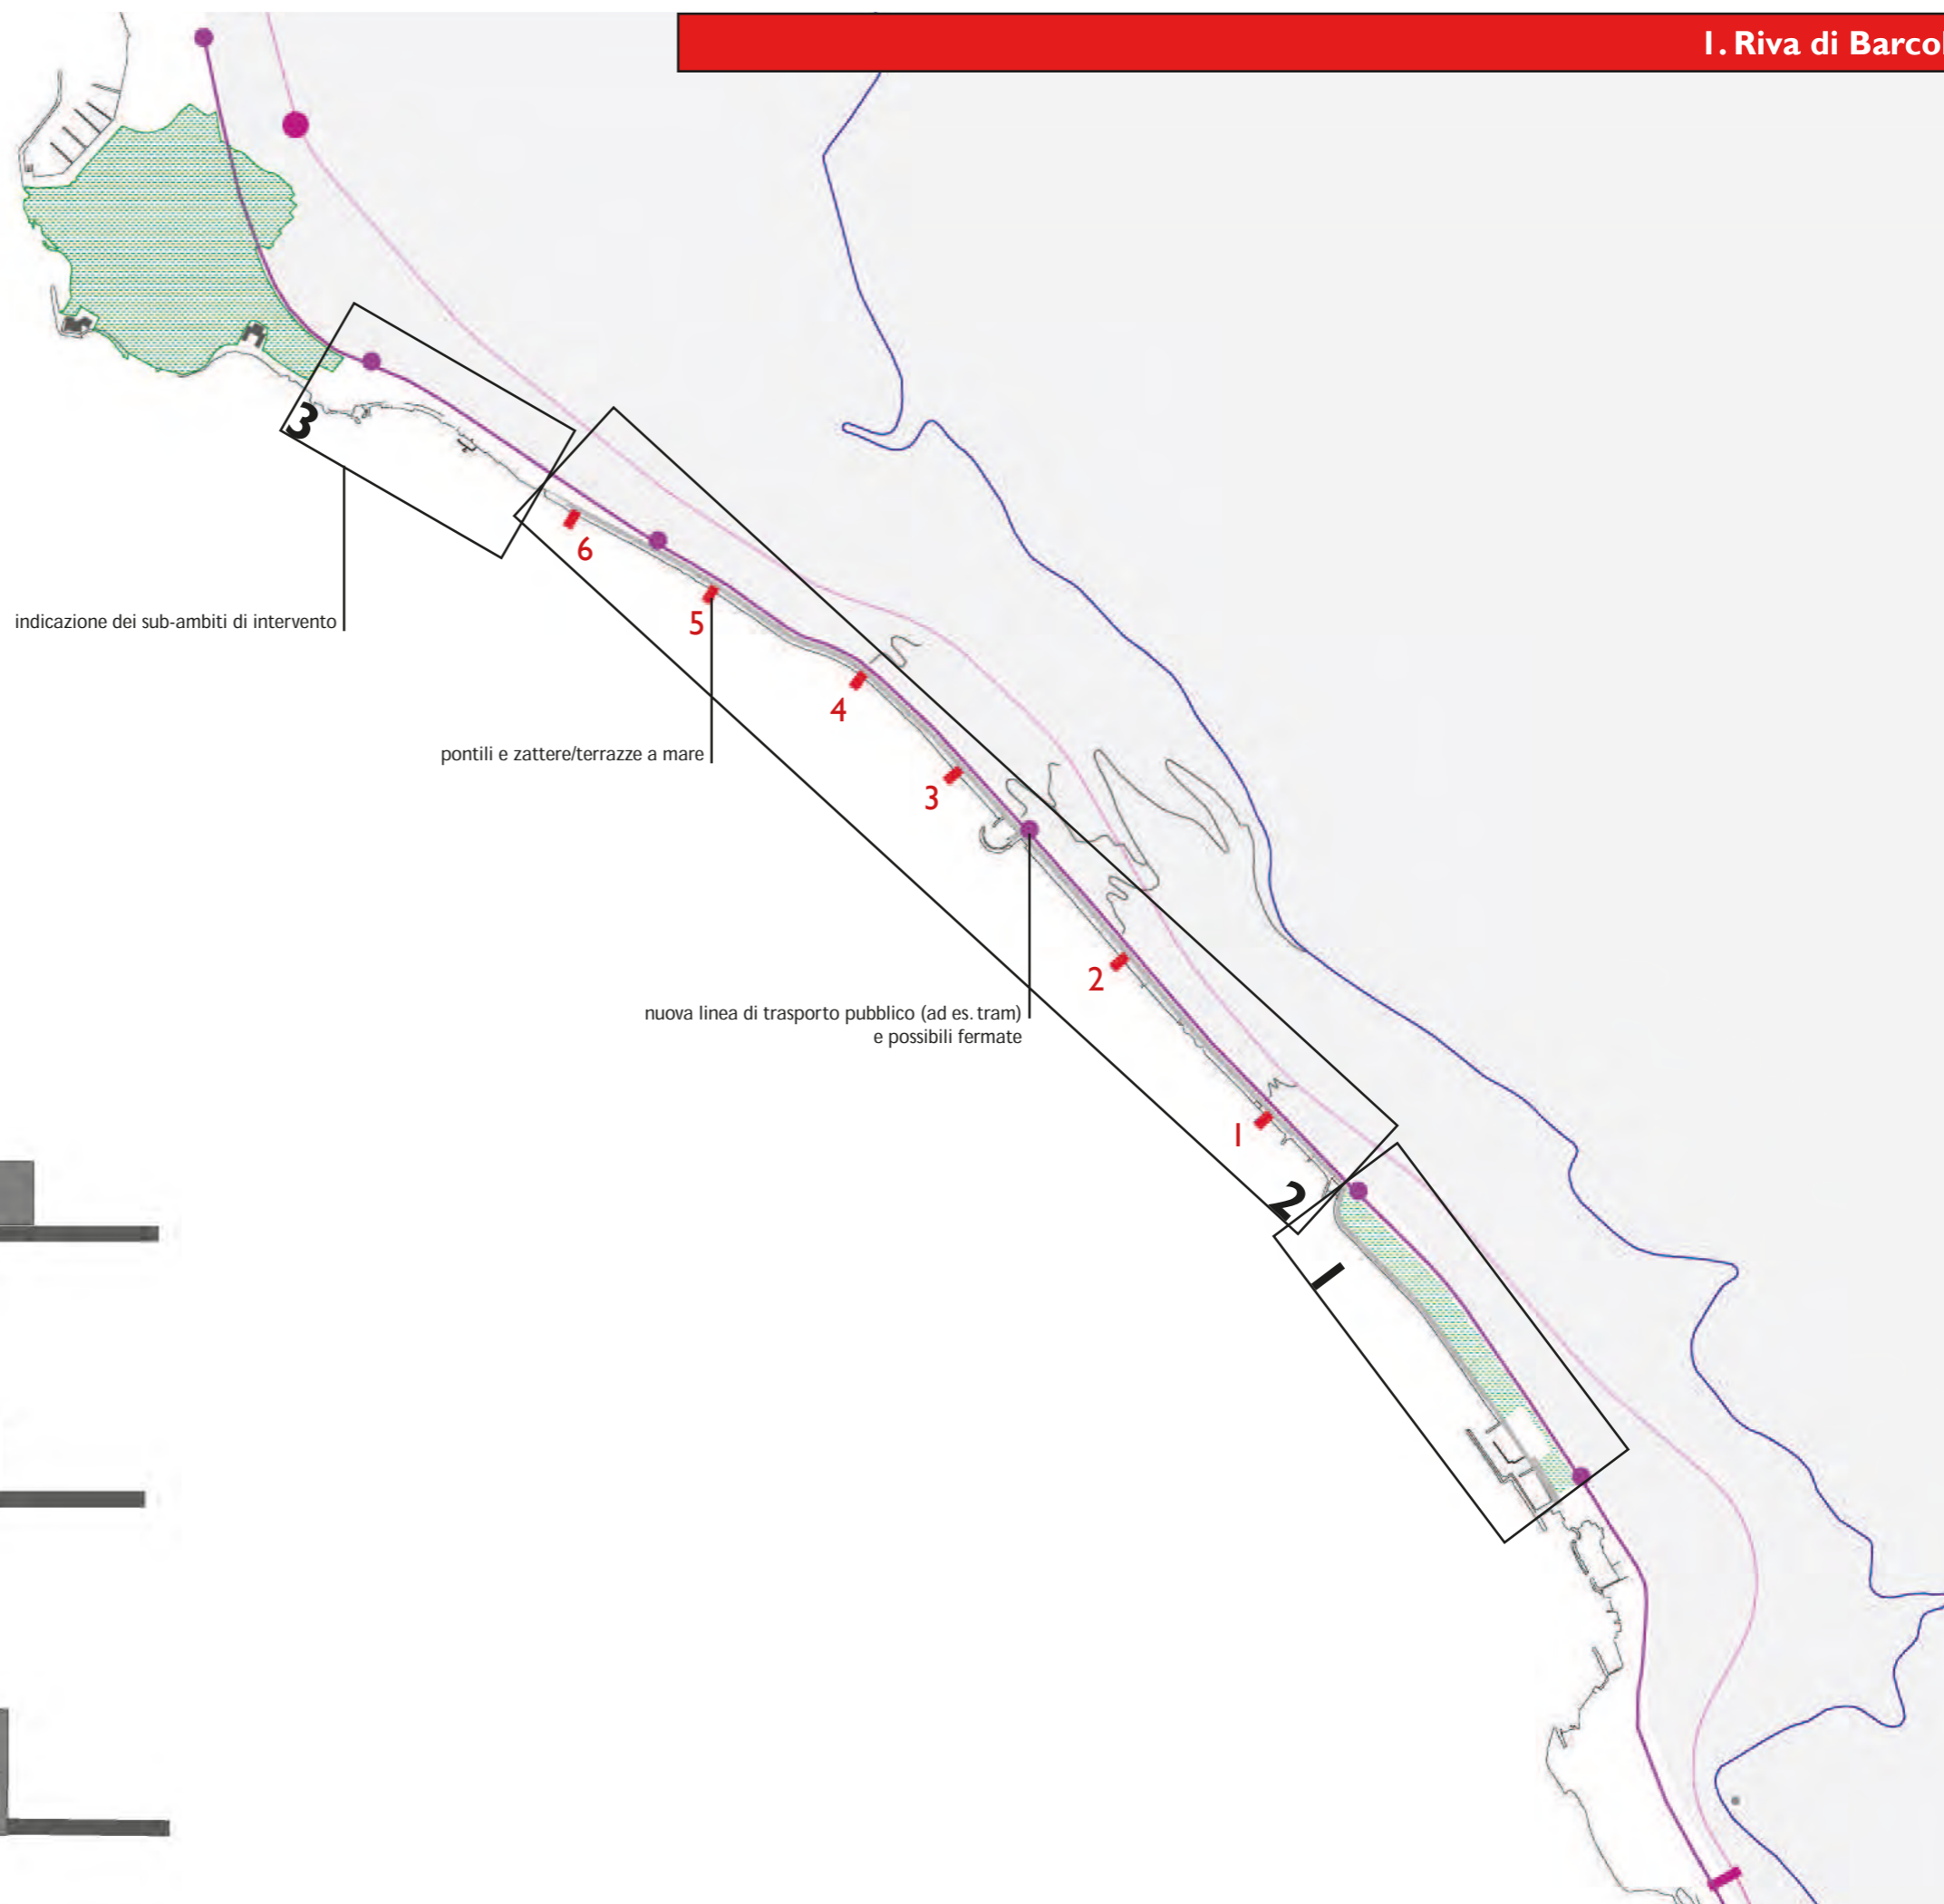 1. Riva di Barcol
3
6
indicazione dei sub-ambiti di intervento
5
4
pontili e zattere/terrazze a mare
3
2
nuova linea di trasporto pubblico (ad es. tram)
e possibili fermate
1
2
1